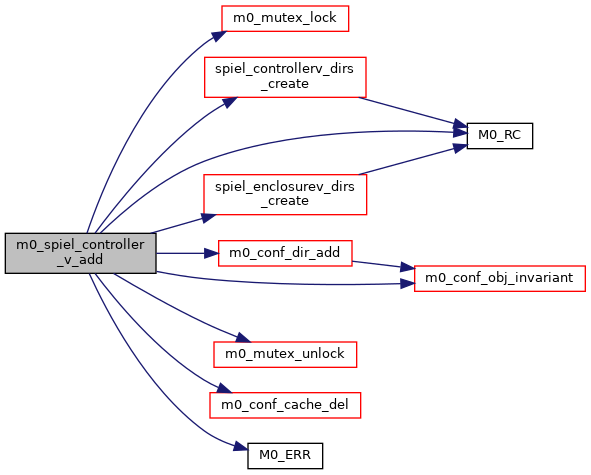 m0_mutex_lock
spiel_controllerv_dirs
_create
M0_RC
spiel_enclosurev_dirs
_create
m0_spiel_controller
_v_add
m0_conf_dir_add
m0_conf_obj_invariant
m0_mutex_unlock
m0_conf_cache_del
M0_ERR